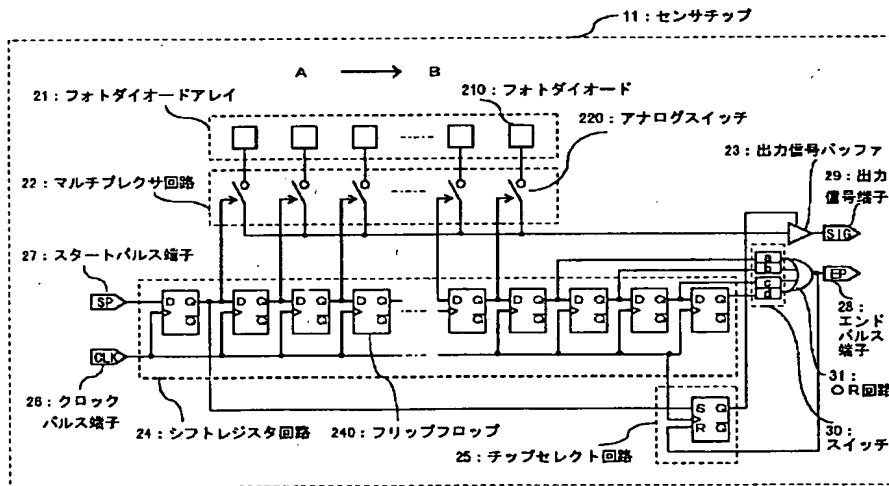 11：センサチップ
A B
21：フォトダイオードアレイ
210：フォトダイオード
220：アナログスイッチ
23：出力信号バッファ
22：マルチプレクサ回路
29：出力
信号端子
SIG
27：スタートパルス端子
a
b
c
d
EP
SP
D Q D Q D Q D Q D Q D Q D Q D Q D Q
Q Q Q Q Q Q Q Q Q
28：
エンド
パルス
端子
CLK
31：
OR回路
26：クロック
パルス端子
S Q
R Q
30：
スイッチ
24：シフトレジスタ回路
240：フリップフロップ
25：チップセレクト回路